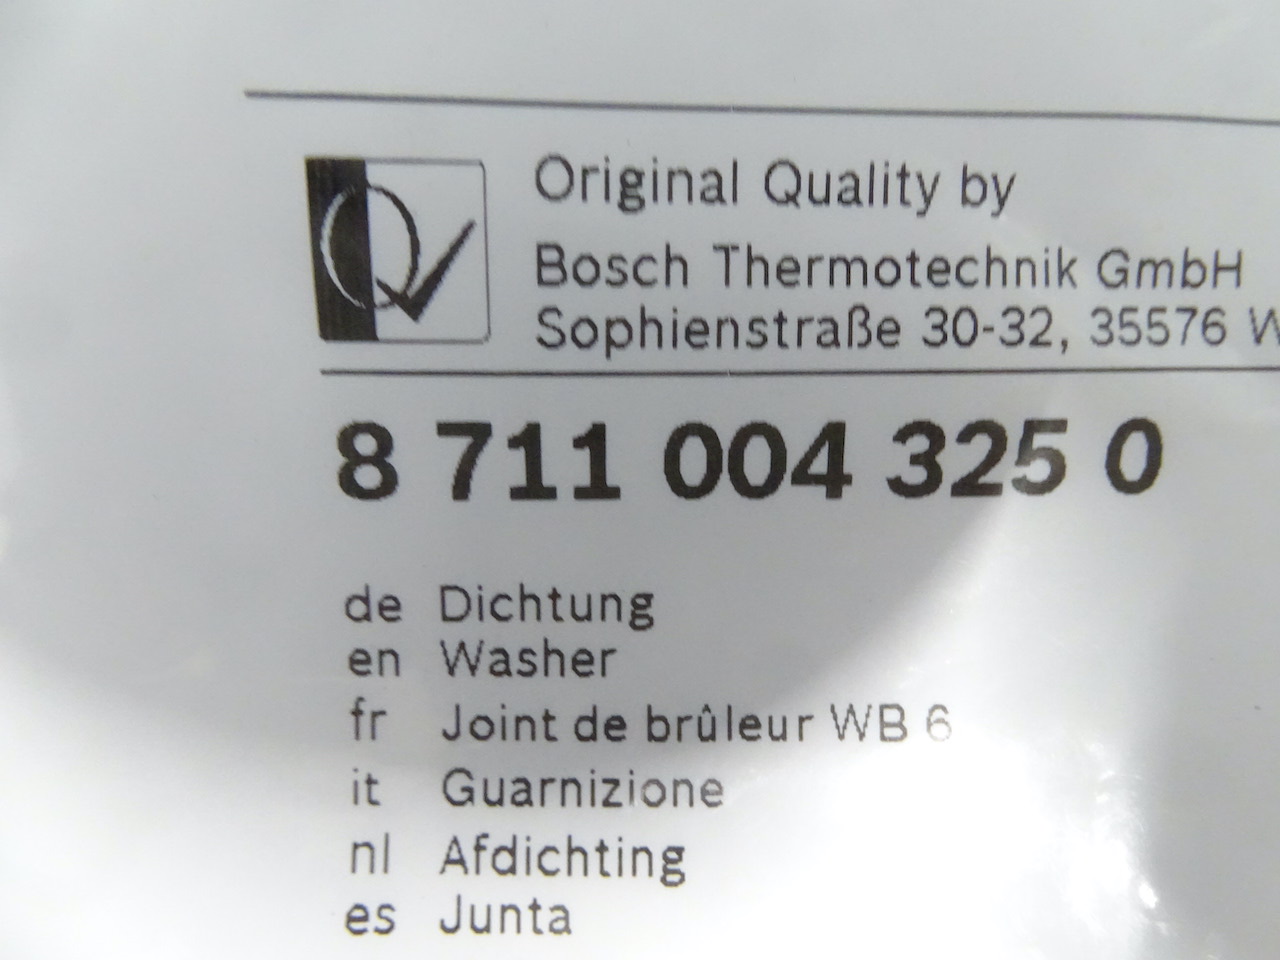 Original Quality by
Bosch Thermotechnik GmbH
Sophienstraße 30-32, 35576
8 711 004 325 0
de Dichtung
en Washer
fr Joint de brûleur WB 6
it Guarnizione
nl Afdichting
es Junta